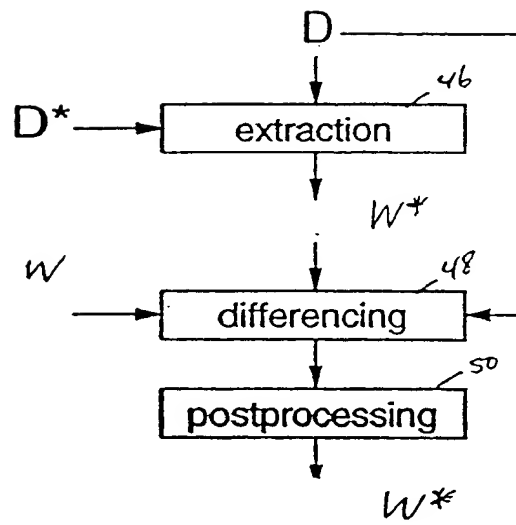 D
46
D*
extraction
W*
W
48
differencing
50
postprocessing
W*